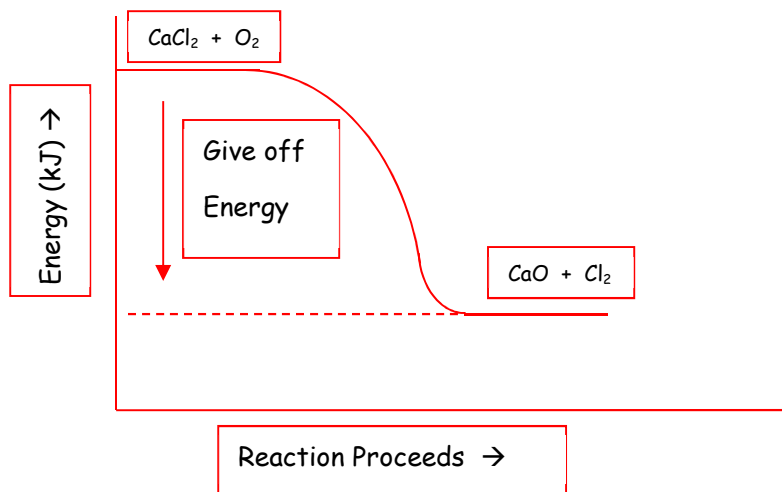 CaCl₂ + O₂
Energy (kJ) →
Give off
Energy
CaO + Cl₂
Reaction Proceeds →